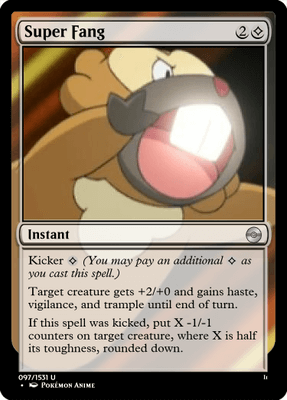 Super Fang 2
Instant
Kicker (You may pay an additional as
you cast this spell.)
Target creature gets +2/+0 and gains haste,
vigilance, and trample until end of turn.
If this spell was kicked, put X -1/-1
counters on target creature, where X is half
its toughness, rounded down.
097/1531 U
• Pokémon Anime